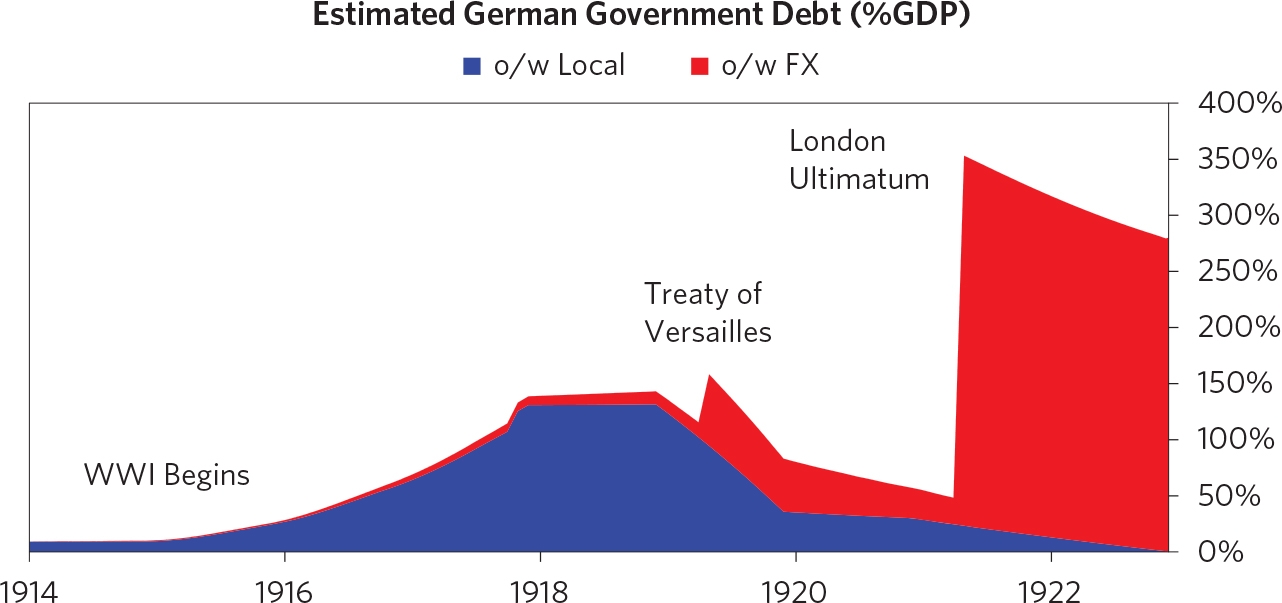 Estimated German Government Debt (%GDP)
o/w Local o/w FX
400%
London
Ultimatum
350%
300%
Treaty of
Versailles
250%
200%
150%
100%
WWI Begins
50%
0%
1914 1916 1918 1920 1922